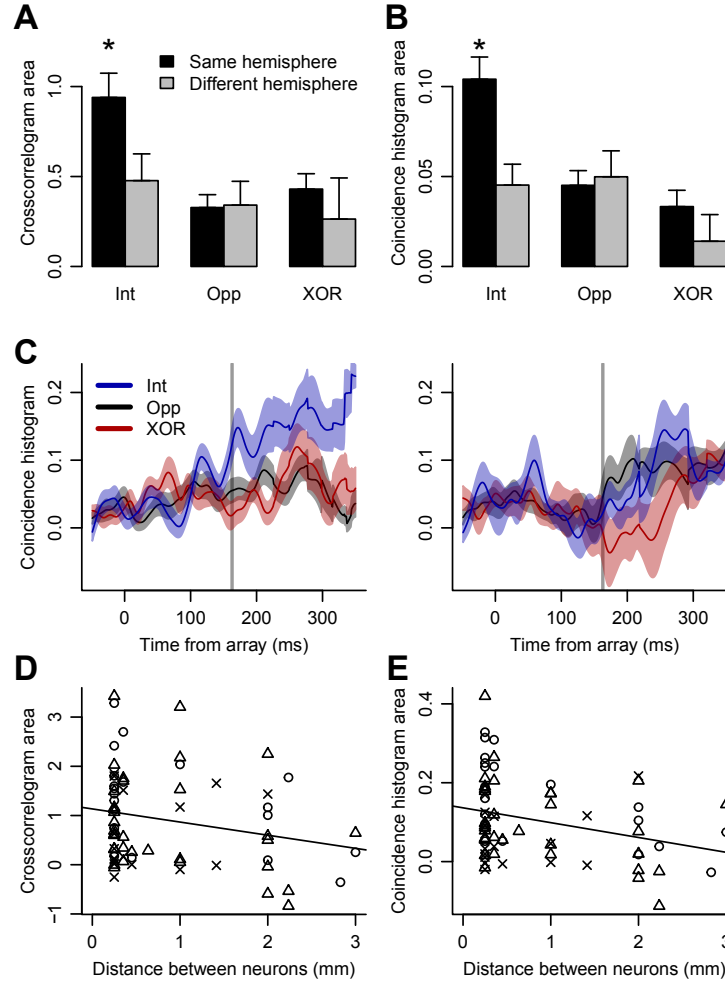 A
B
*
*
Same hemisphere
Different hemisphere
Crosscorrelogram area
0.0
0.5
1.0
Int
Opp
XOR
Coincidence histogram area
0.00
0.05
0.10
Int
Opp
XOR
C
Int
Opp
XOR
Coincidence histogram
0.0
0.1
0.2
0
100
200
300
Time from array (ms)
0.0
0.1
0.2
0
100
200
300
Time from array (ms)
D
Crosscorrelogram area
−1
0
1
2
3
0
1
2
3
Distance between neurons (mm)
E
Coincidence histogram area
0.0
0.2
0.4
0
1
2
3
Distance between neurons (mm)